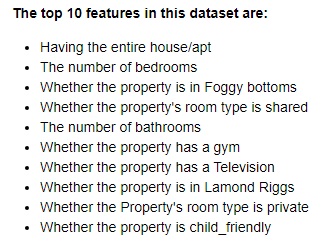 The top 10 features in this dataset are:
• Having the entire house/apt
• The number of bedrooms
• Whether the property is in Foggy bottoms
• Whether the property's room type is shared
• The number of bathrooms
• Whether the property has a gym
• Whether the property has a Television
• Whether the property is in Lamond Riggs
• Whether the Property's room type is private
• Whether the property is child_friendly